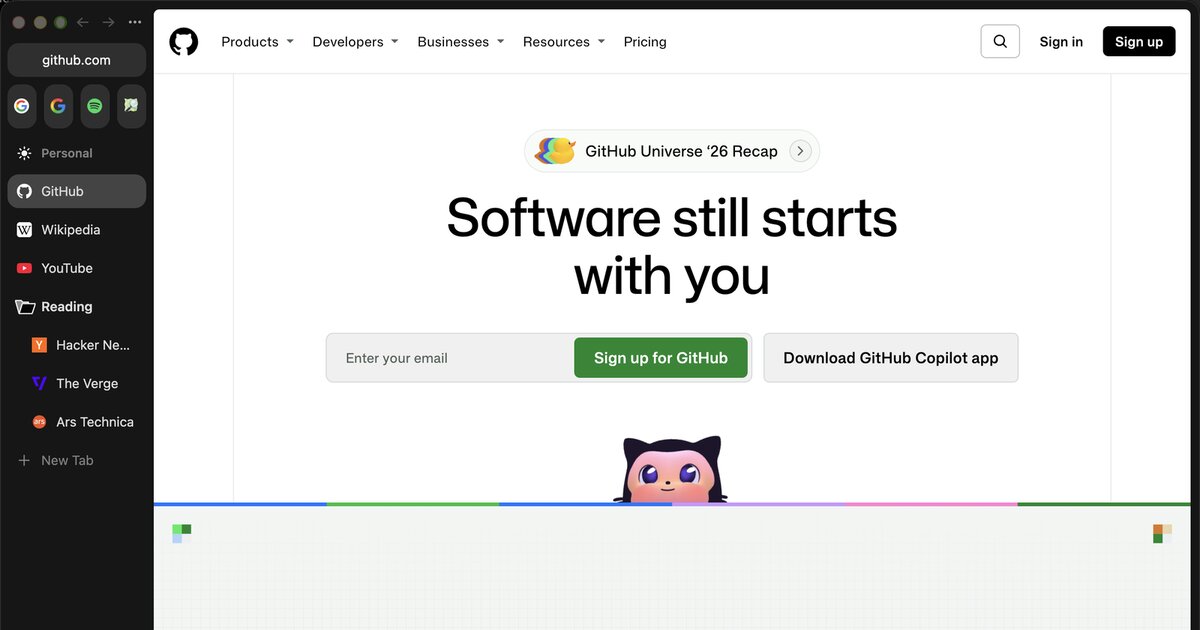 github.com
Personal
GitHub
Wikipedia
YouTube
Reading
Hacker Ne...
The Verge
Ars Technica
New Tab
Products
Developers
Businesses
Resources
Pricing
Sign in
Sign up
GitHub Universe ‘26 Recap
Software still starts
with you
Enter your email
Sign up for GitHub
Download GitHub Copilot app